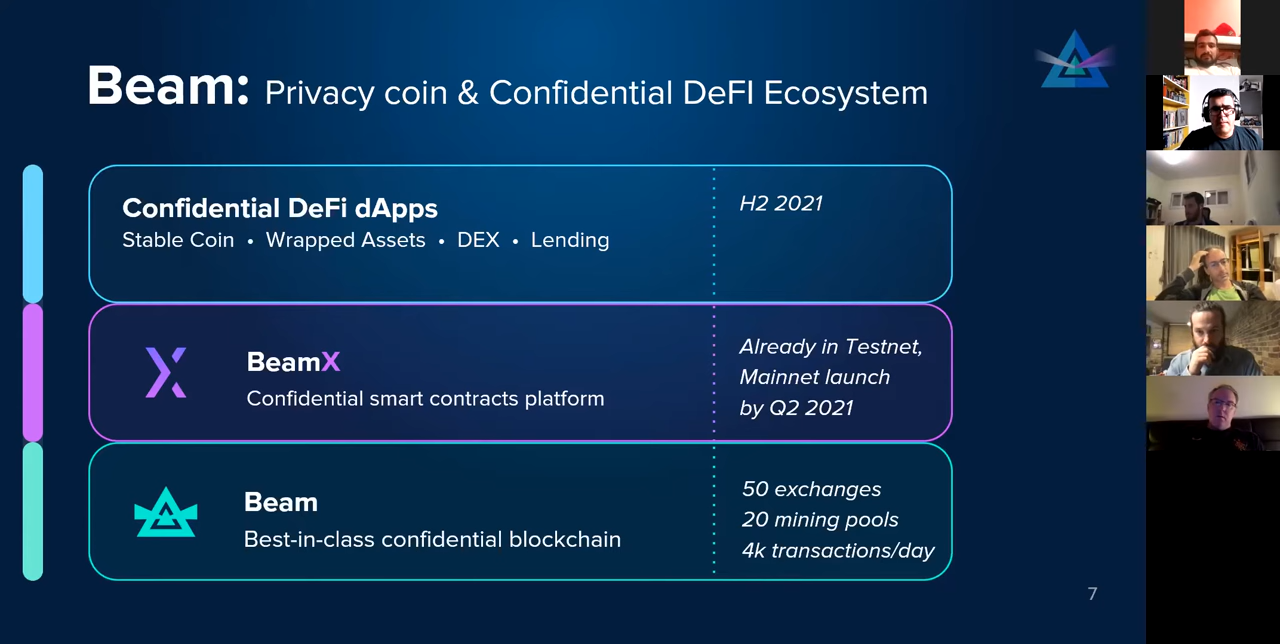 Beam: Privacy coin & Confidential DeFI Ecosystem
Confidential DeFi dApps
Stable Coin • Wrapped Assets • DEX • Lending
H2 2021
BeamX
Confidential smart contracts platform
Already in Testnet,
Mainnet launch
by Q2 2021
Beam
Best-in-class confidential blockchain
50 exchanges
20 mining pools
4k transactions/day
7